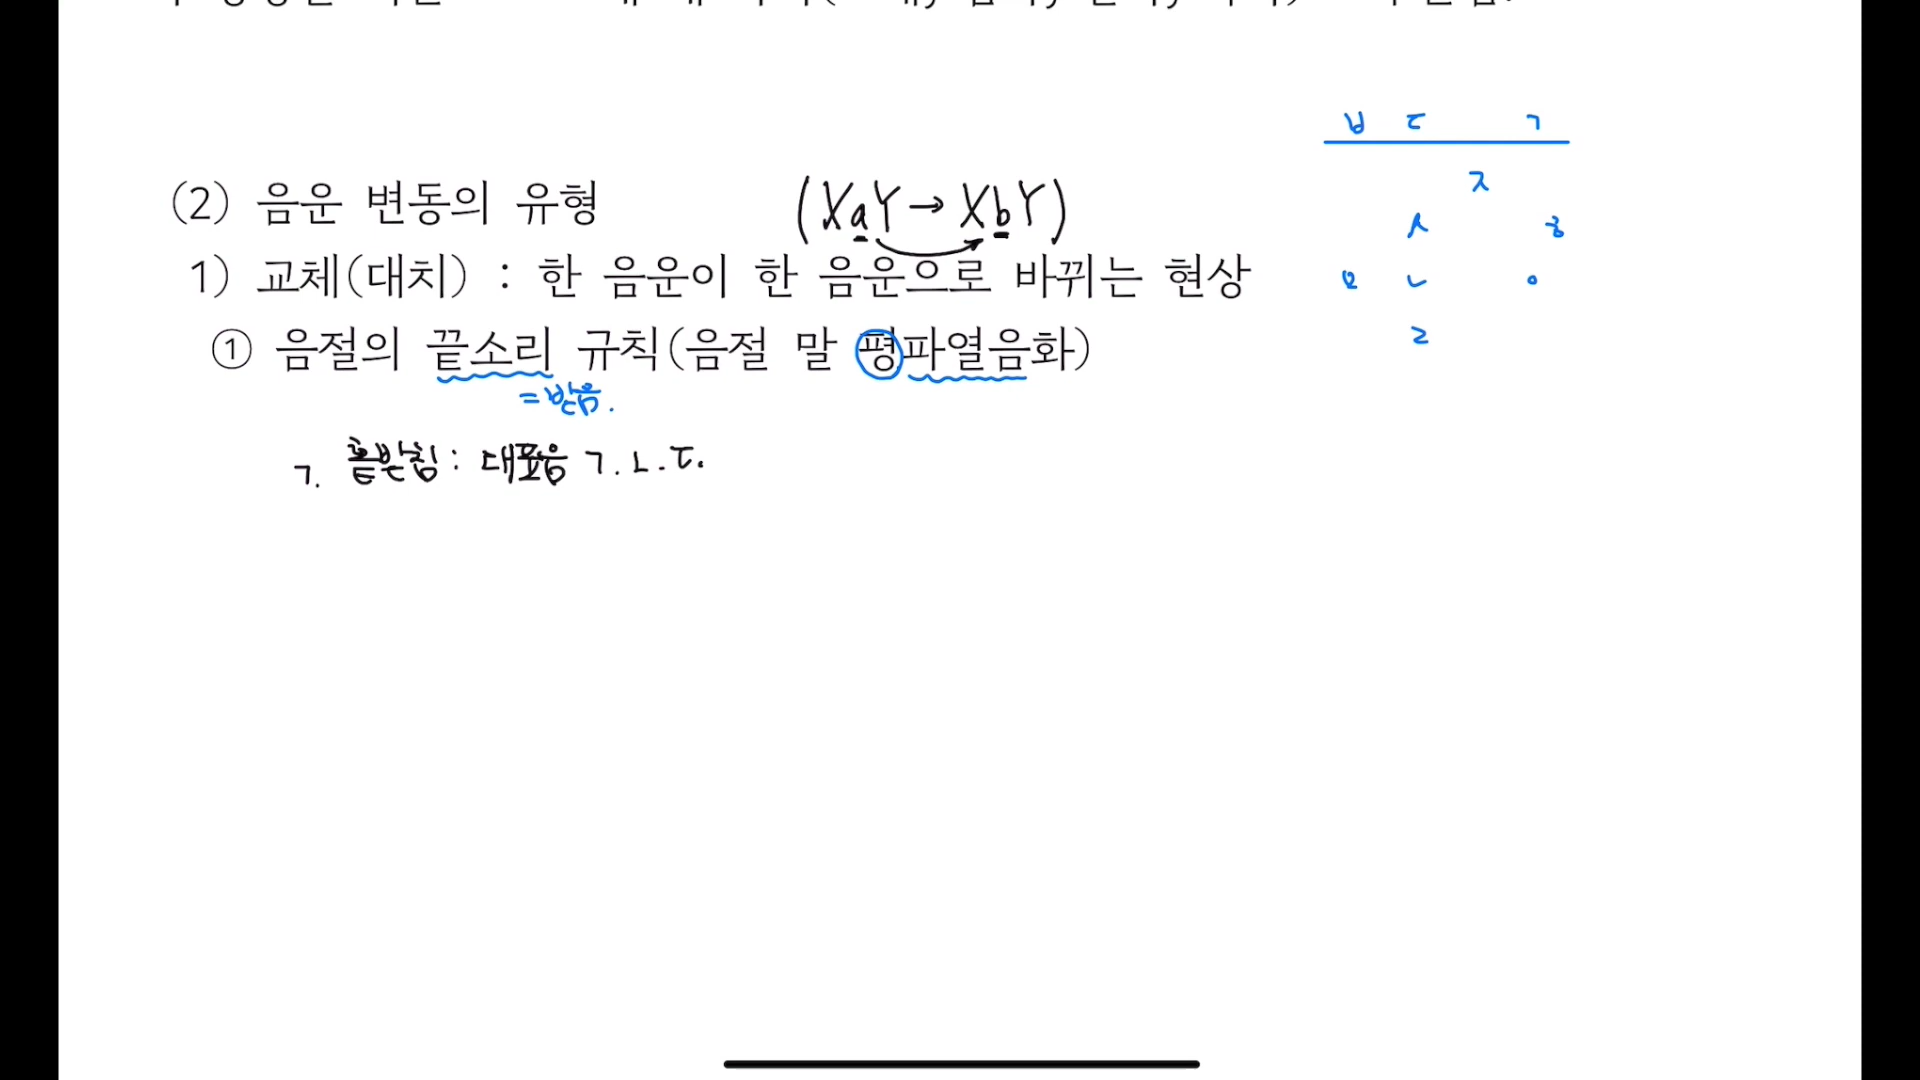 (2) 음운 변동의 유형 (XaY→XbY)
1) 교체(대치) : 한 음운이 한 음운으로 바뀌는 현상
① 음절의 끝소리 규칙(음절 말 평파열음화)
=받음.
ㄱ. 홑받침: 대표음 ㄱ.ㄴ.ㄷ.
ㅂ ㄷ ㄱ
ㅈ
ㅅ ㅎ
ㅁ ㄴ ㅇ
ㄹ